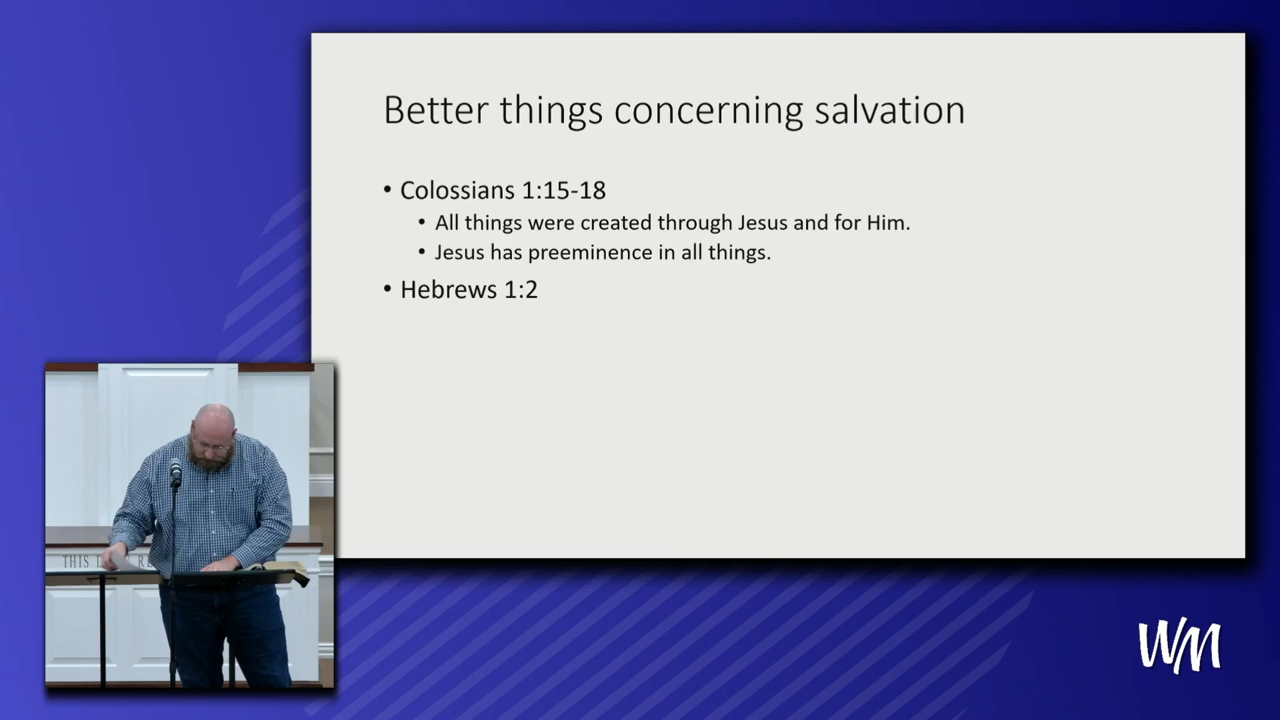 Better things concerning salvation
• Colossians 1:15-18
• All things were created through Jesus and for Him.
• Jesus has preeminence in all things.
• Hebrews 1:2
THIS
WM